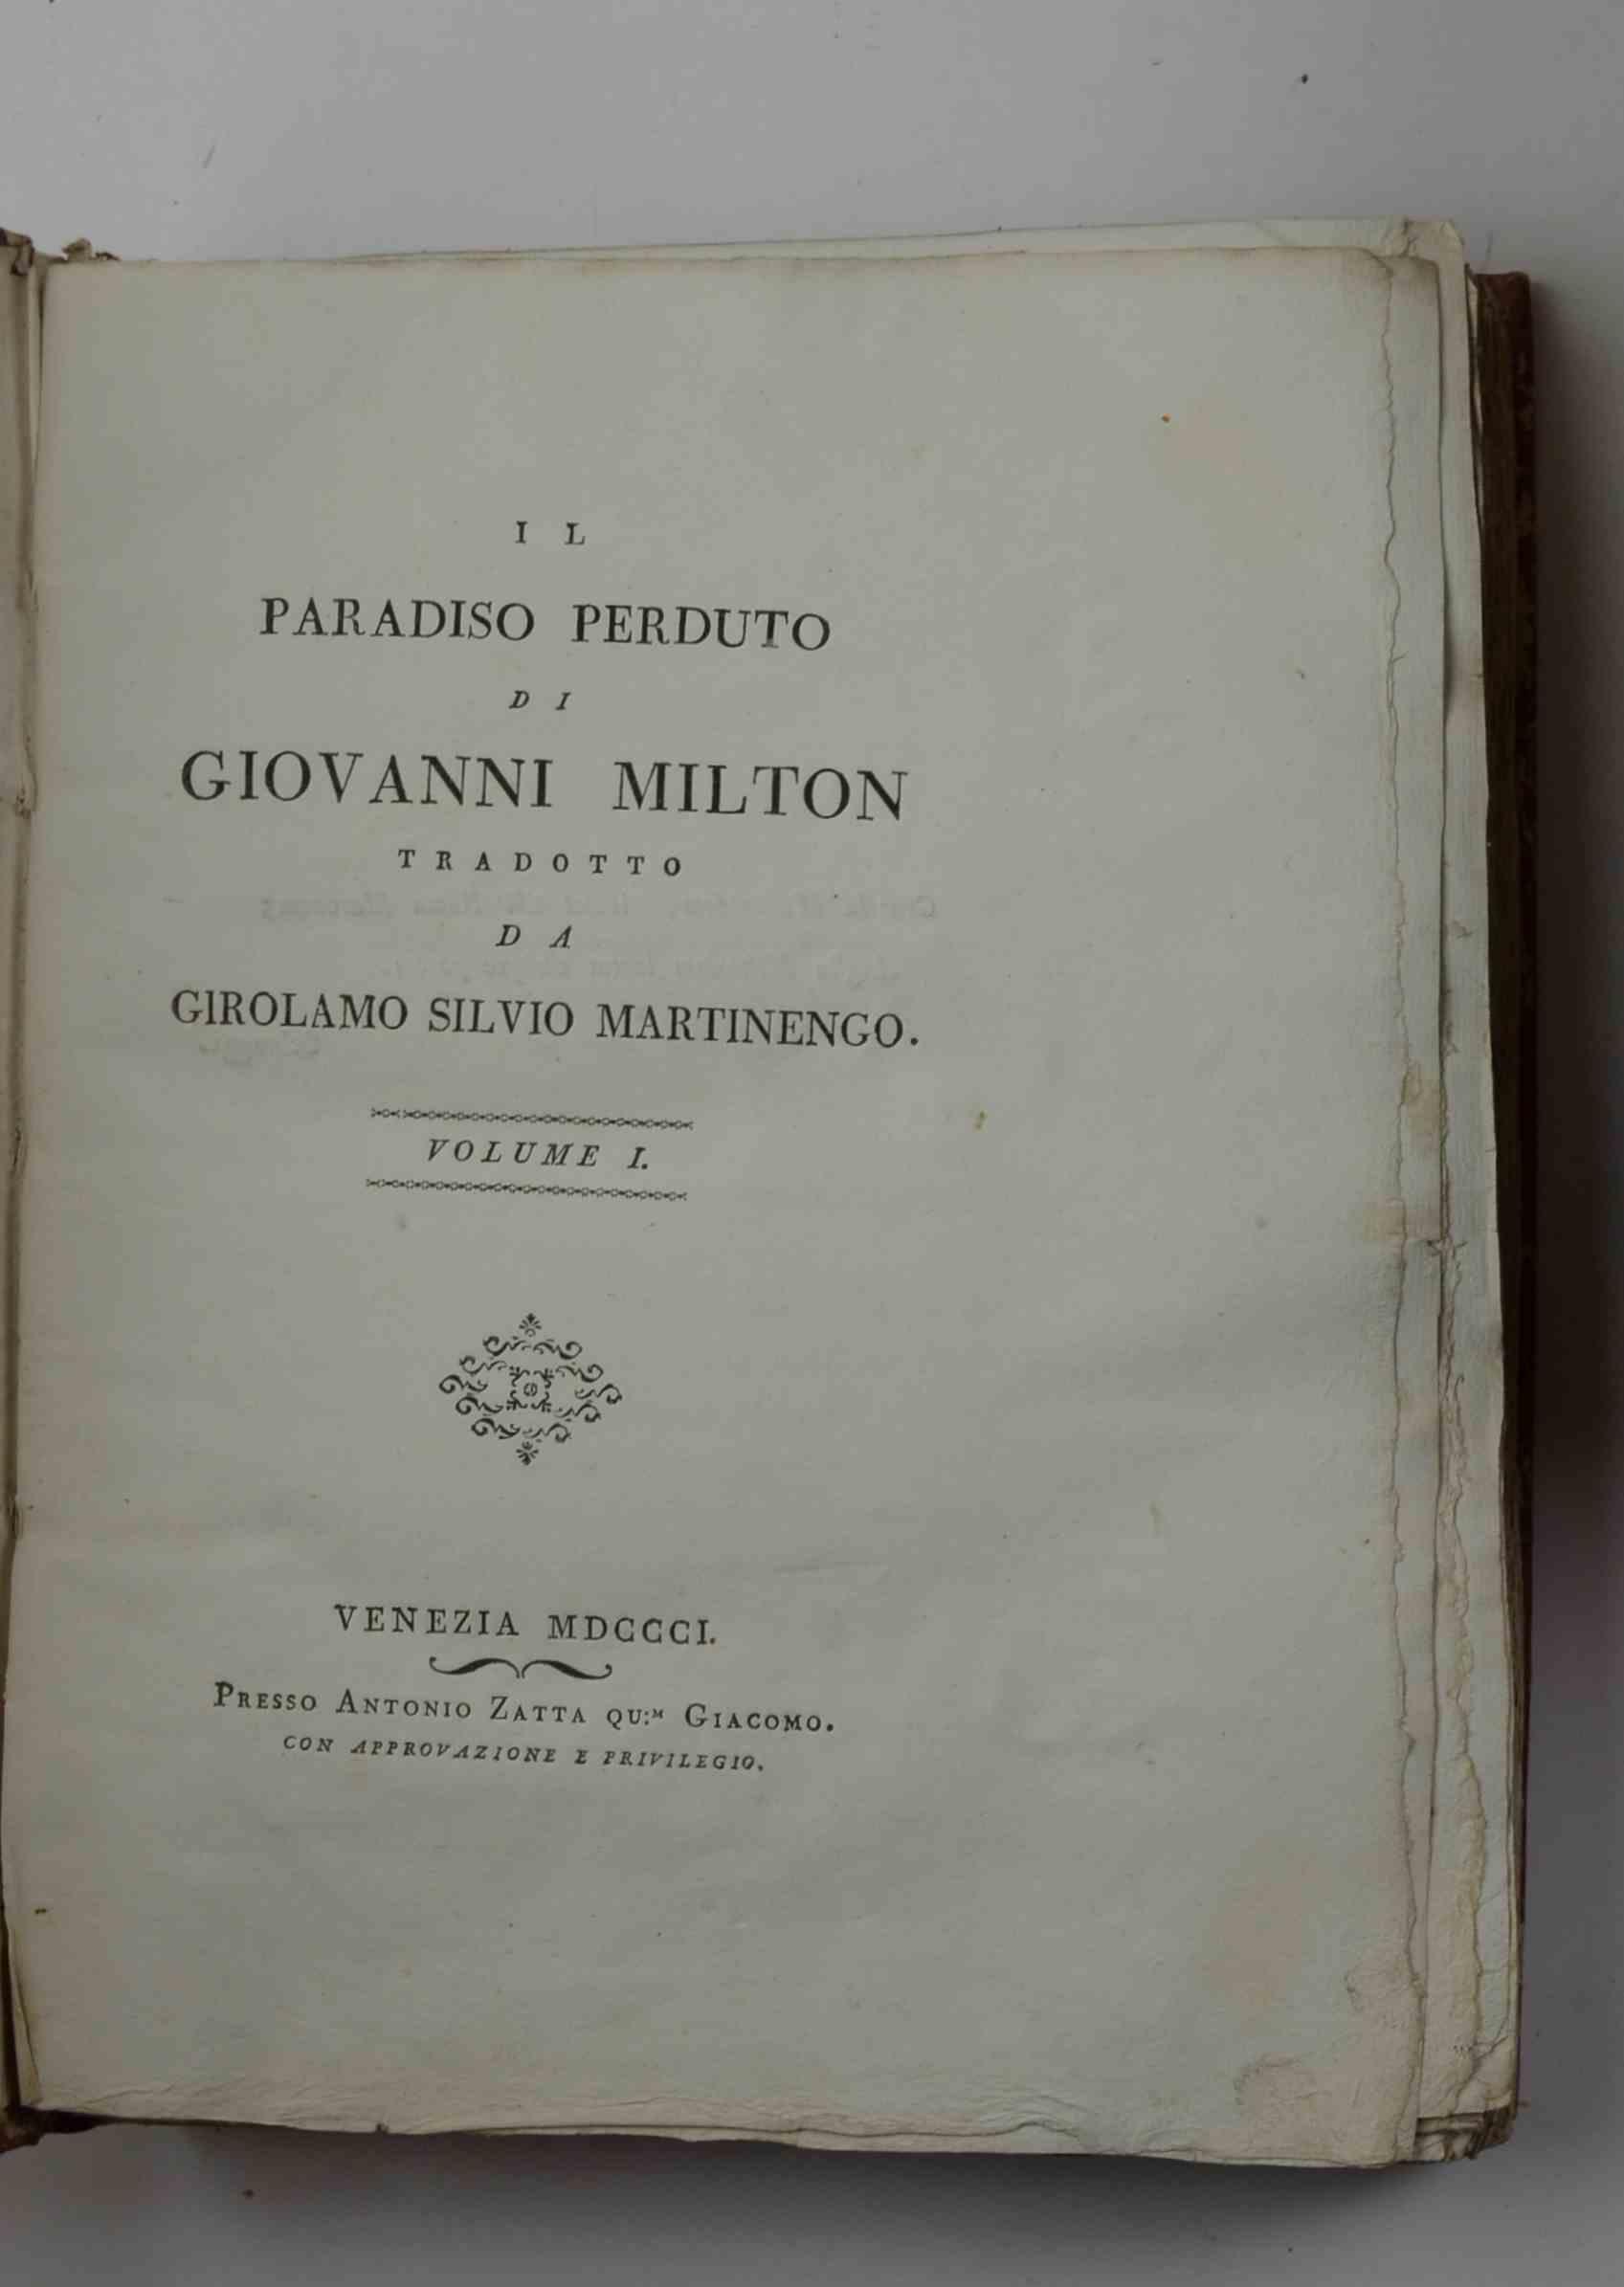 IL
PARADISO PERDUTO
DI
GIOVANNI MILTON
TRADOTTO
DA
GIROLAMO SILVIO MARTINENGO.
VOLUME I.
VENEZIA MDCCCI.
PRESSO ANTONIO ZATTA QU:M GIACOMO.
CON APPROVAZIONE E PRIVILEGIO.